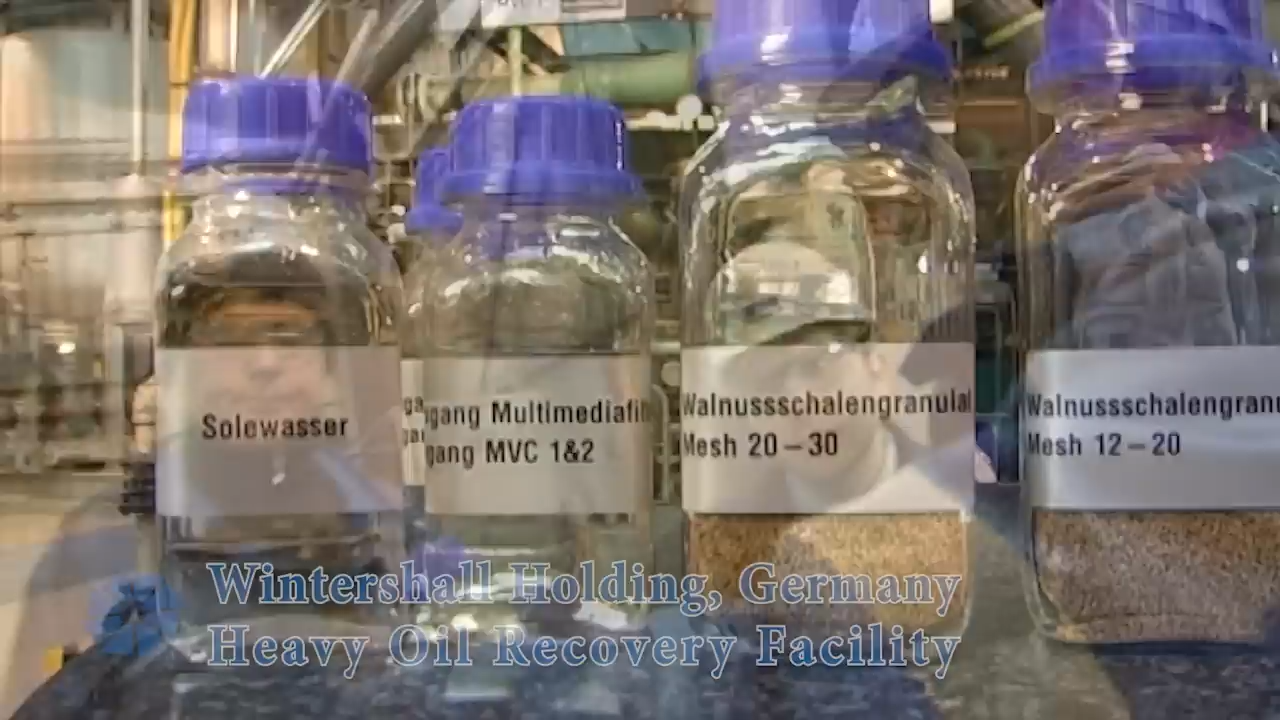 Solewasser
gang Multimediafil
gang MVC 1&2
Walnussschalengranulat
Mesh 20 – 30
Walnussschalengranu
Mesh 12 – 20
Wintershall Holding, Germany
Heavy Oil Recovery Facility